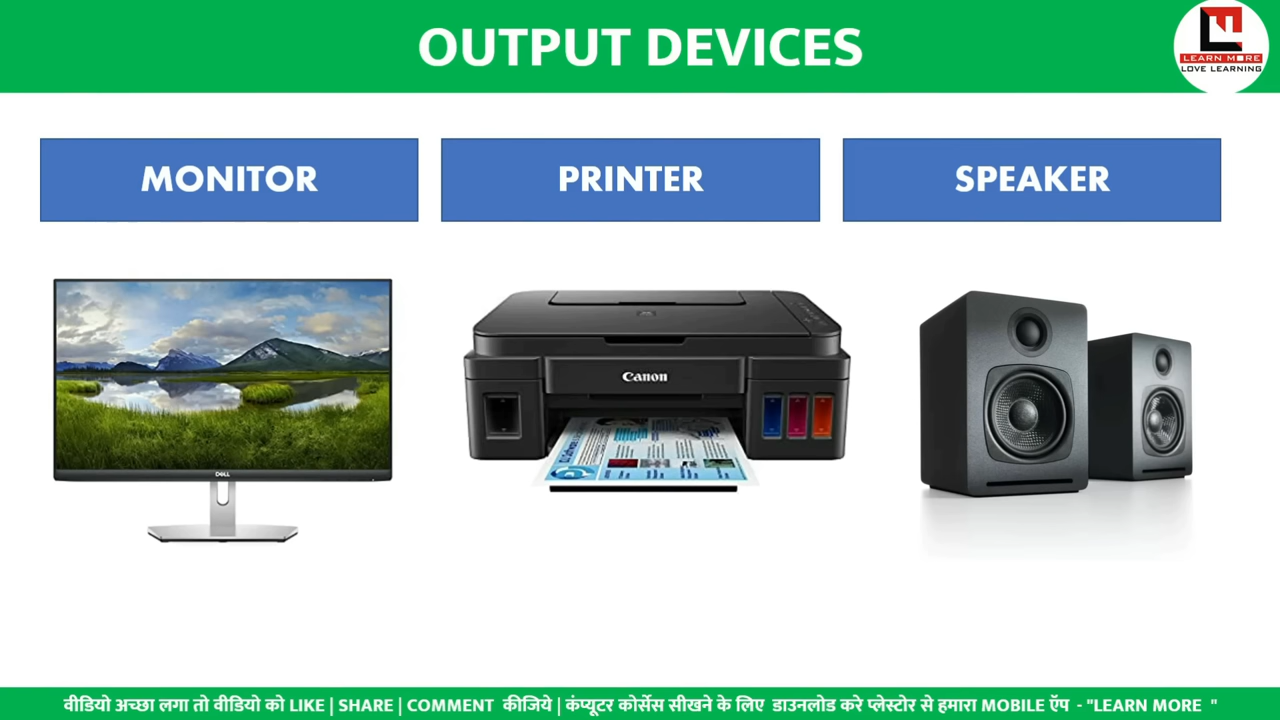 OUTPUT DEVICES
LEARN MORE
LOVE LEARNING
MONITOR
PRINTER
SPEAKER
DELL
Canon
वीडियो अच्छा लगा तो वीडियो को LIKE | SHARE | COMMENT कीजिये | कंप्यूटर कोर्सेस सीखने के लिए डाउनलोड करे प्लेस्टोर से हमारा MOBILE ऍप - "LEARN MORE "